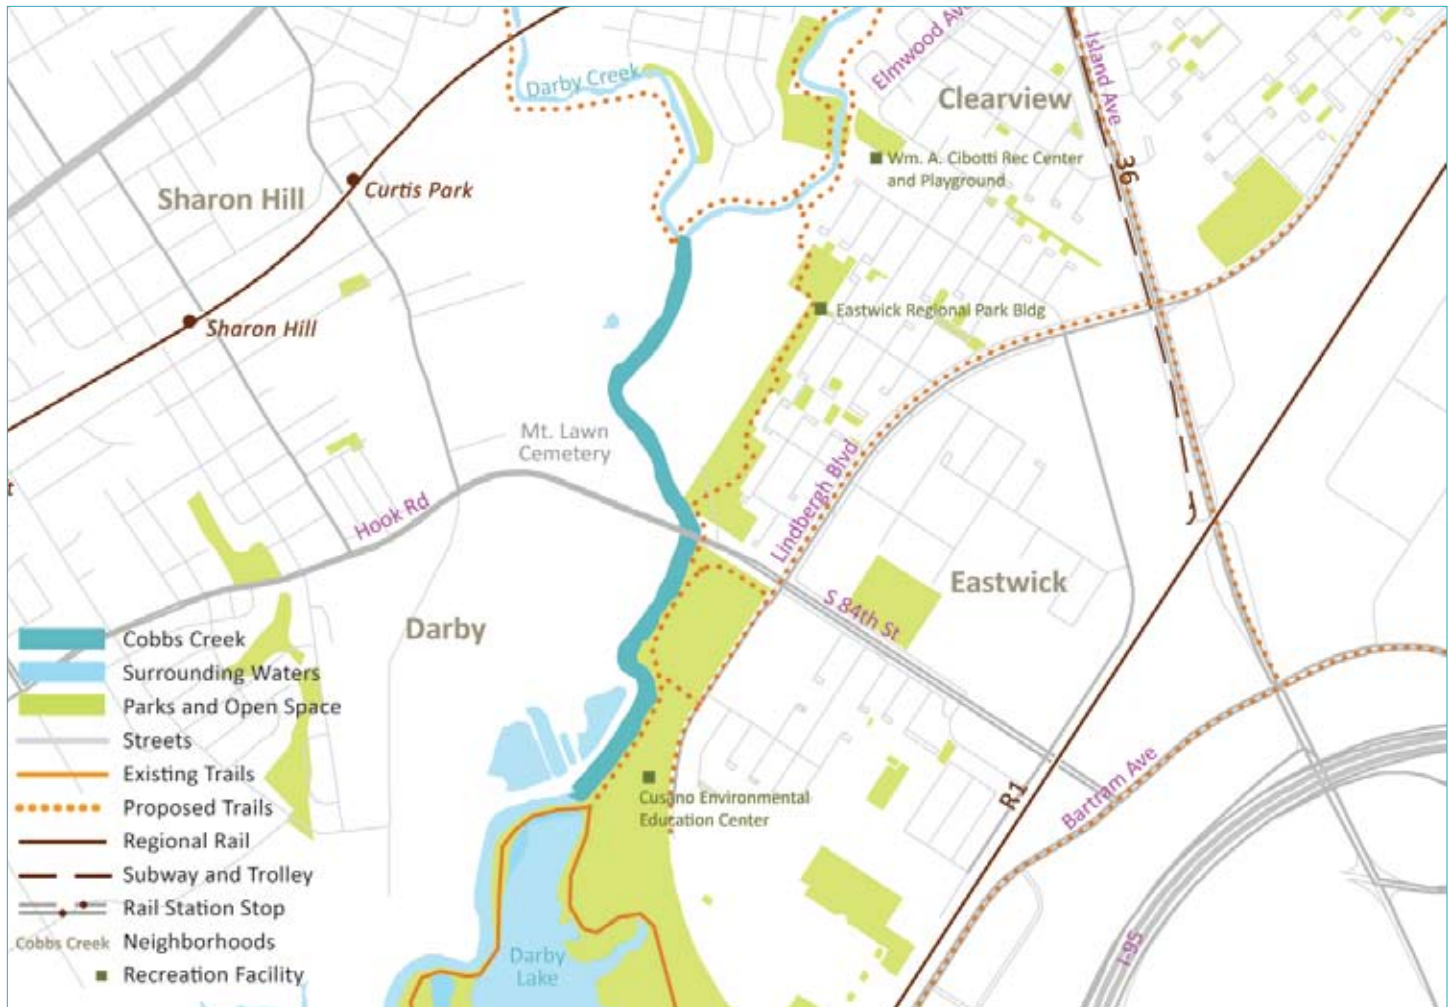 Darby Creek
Elmwood Ave
Island Ave
Clearview
36
Wm. A. Cibotti Rec Center
and Playground
Sharon Hill
Curtis Park
Sharon Hill
Eastwick Regional Park Bldg
Mt. Lawn
Cemetery
Hook Rd
Lindbergh Blvd
Eastwick
S 84th St
Darby
Cusano Environmental
Education Center
R1
Bartram Ave
I-95
Darby
Lake
t
Cobbs Creek
Surrounding Waters
Parks and Open Space
Streets
Existing Trails
Proposed Trails
Regional Rail
Subway and Trolley
Rail Station Stop
Cobbs Creek Neighborhoods
Recreation Facility